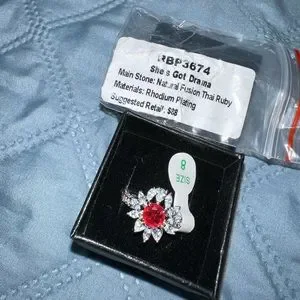 RBP3674
She's Got Drama
Main Stone: Natural Fusion Thai Ruby
Materials: Rhodium Plating
Suggested Retail: $88
SIZE
8